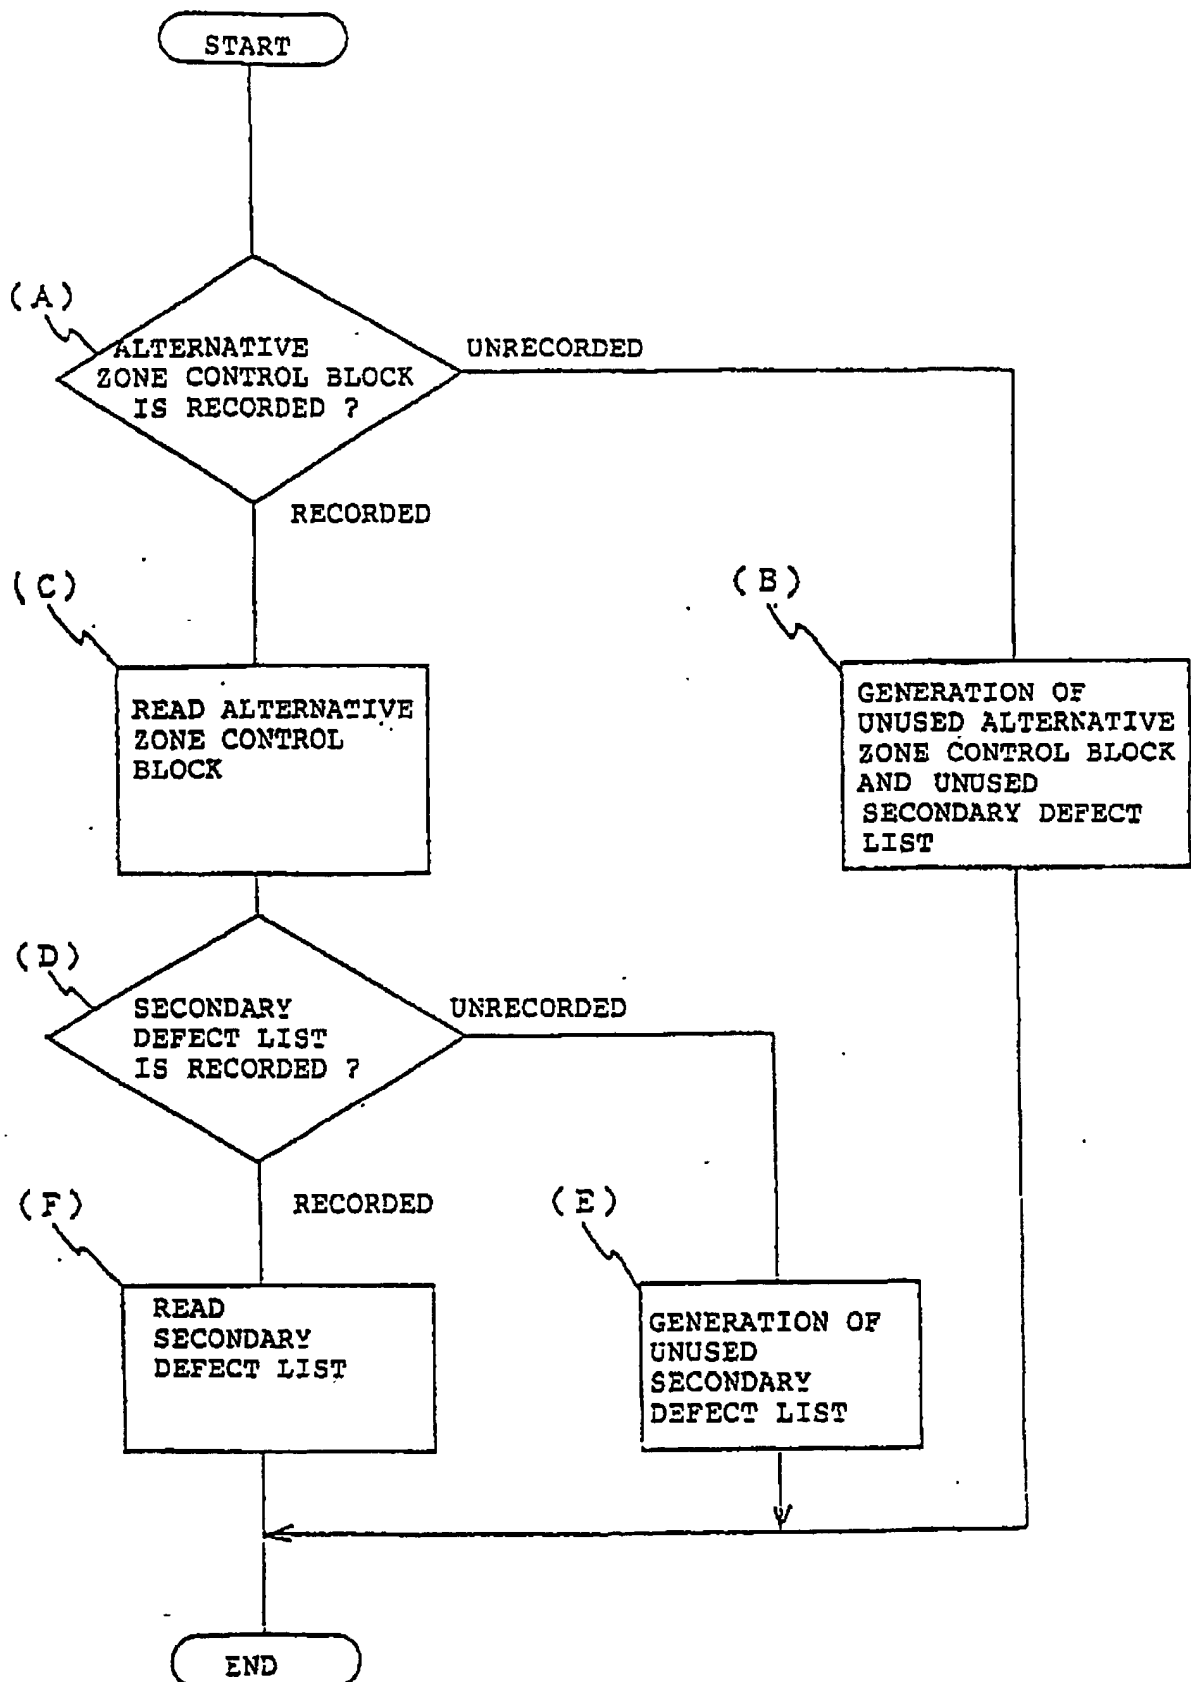 START
(A)
ALTERNATIVE
ZONE CONTROL BLOCK
IS RECORDED ?
UNRECORDED
RECORDED
(C)
READ ALTERNATIVE
ZONE CONTROL
BLOCK
(B)
GENERATION OF
UNUSED ALTERNATIVE
ZONE CONTROL BLOCK
AND UNUSED
SECONDARY DEFECT
LIST
(D)
SECONDARY
DEFECT LIST
IS RECORDED ?
UNRECORDED
RECORDED
(F)
READ
SECONDARY
DEFECT LIST
(E)
GENERATION OF
UNUSED
SECONDARY
DEFECT LIST
END